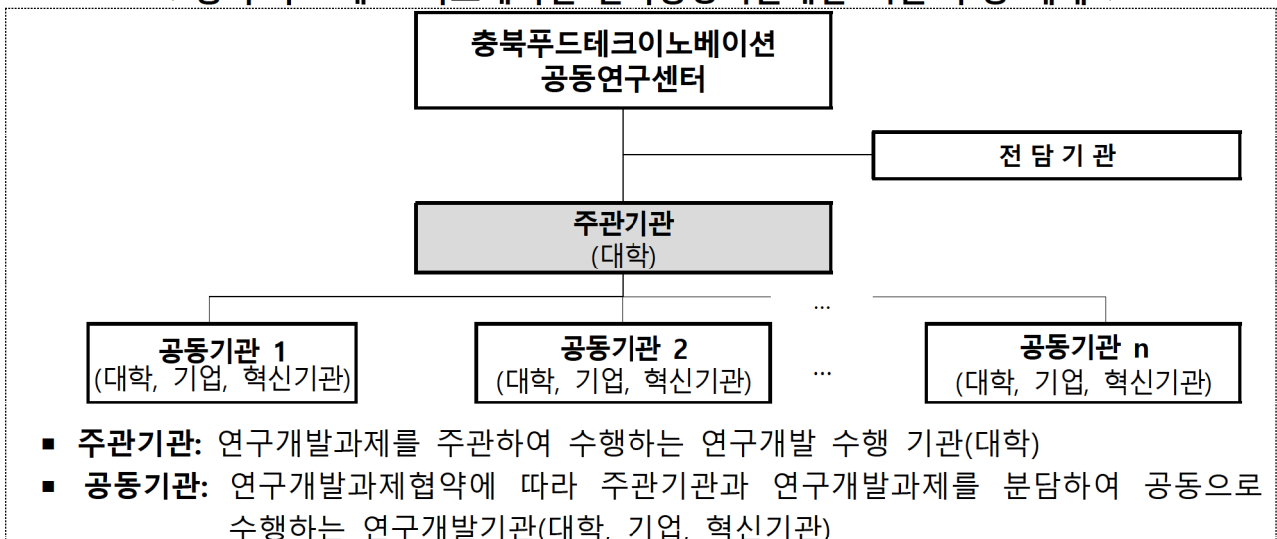 충북푸드테크이노베이션
공동연구센터
전 담 기 관
주관기관
(대학)
...
공동기관 1
(대학, 기업, 혁신기관)
공동기관 2
(대학, 기업, 혁신기관)
...
공동기관 n
(대학, 기업, 혁신기관)
▪ 주관기관: 연구개발과제를 주관하여 수행하는 연구개발 수행 기관(대학)
▪ 공동기관: 연구개발과제협약에 따라 주관기관과 연구개발과제를 분담하여 공동으로
수행하는 연구개발기관(대학, 기업, 혁신기관)